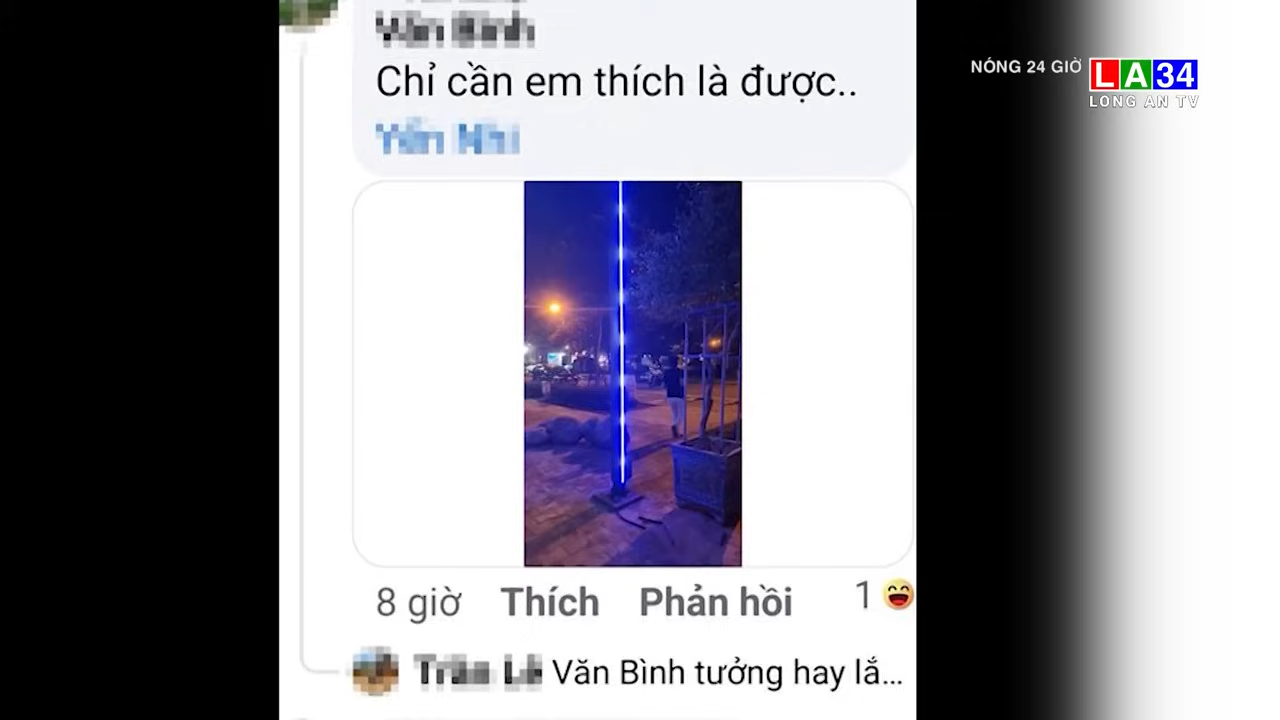 Chỉ cần em thích là được..
NÓNG 24 GIỜ LA34
LONG AN TV
8 giờ Thích Phản hồi 1
Văn Bình tưởng hay lắ...